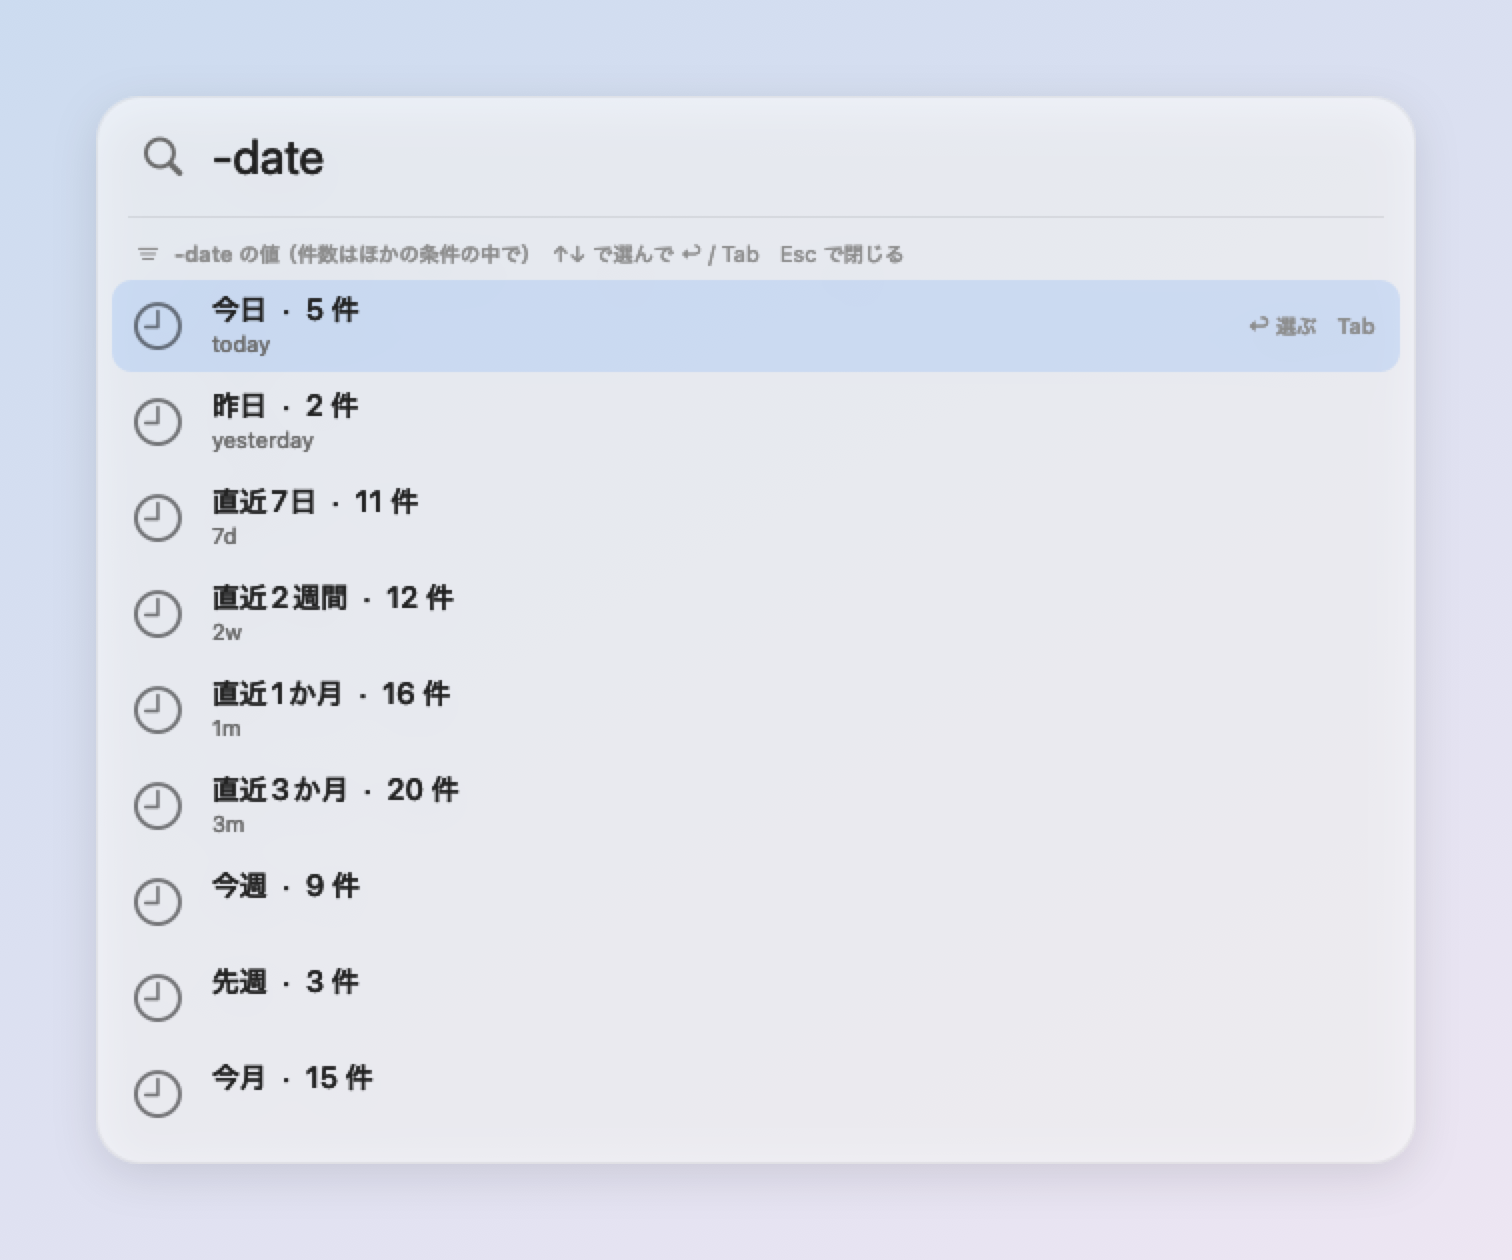 -date
-date の値（件数はほかの条件の中で） ↑↓ で選んで ↩ / Tab Esc で閉じる
今日 · 5 件
today
↩ 選ぶ Tab
昨日 · 2 件
yesterday
直近7日 · 11 件
7d
直近2週間 · 12 件
2w
直近1か月 · 16 件
1m
直近3か月 · 20 件
3m
今週 · 9 件
先週 · 3 件
今月 · 15 件